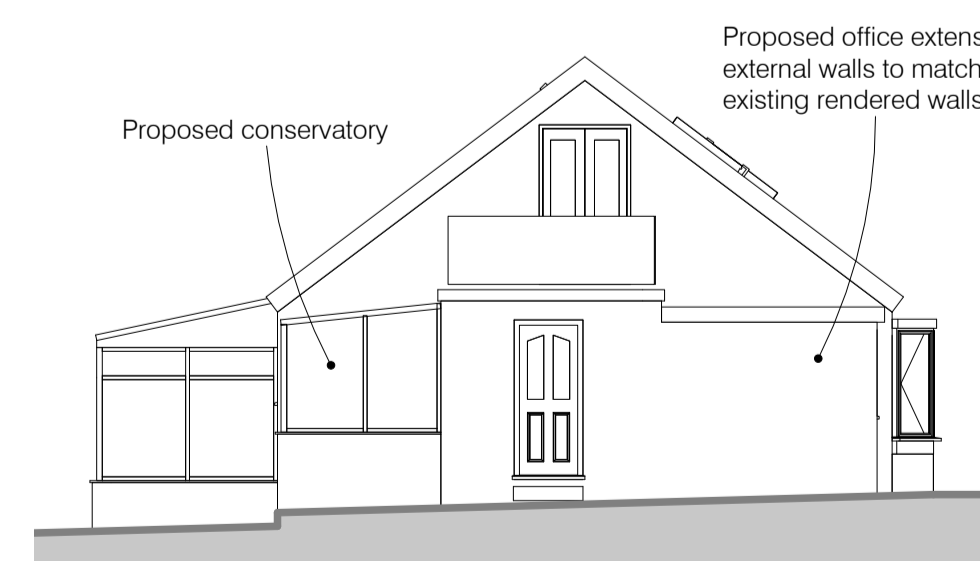 Proposed office extens
external walls to match
existing rendered walls
Proposed conservatory